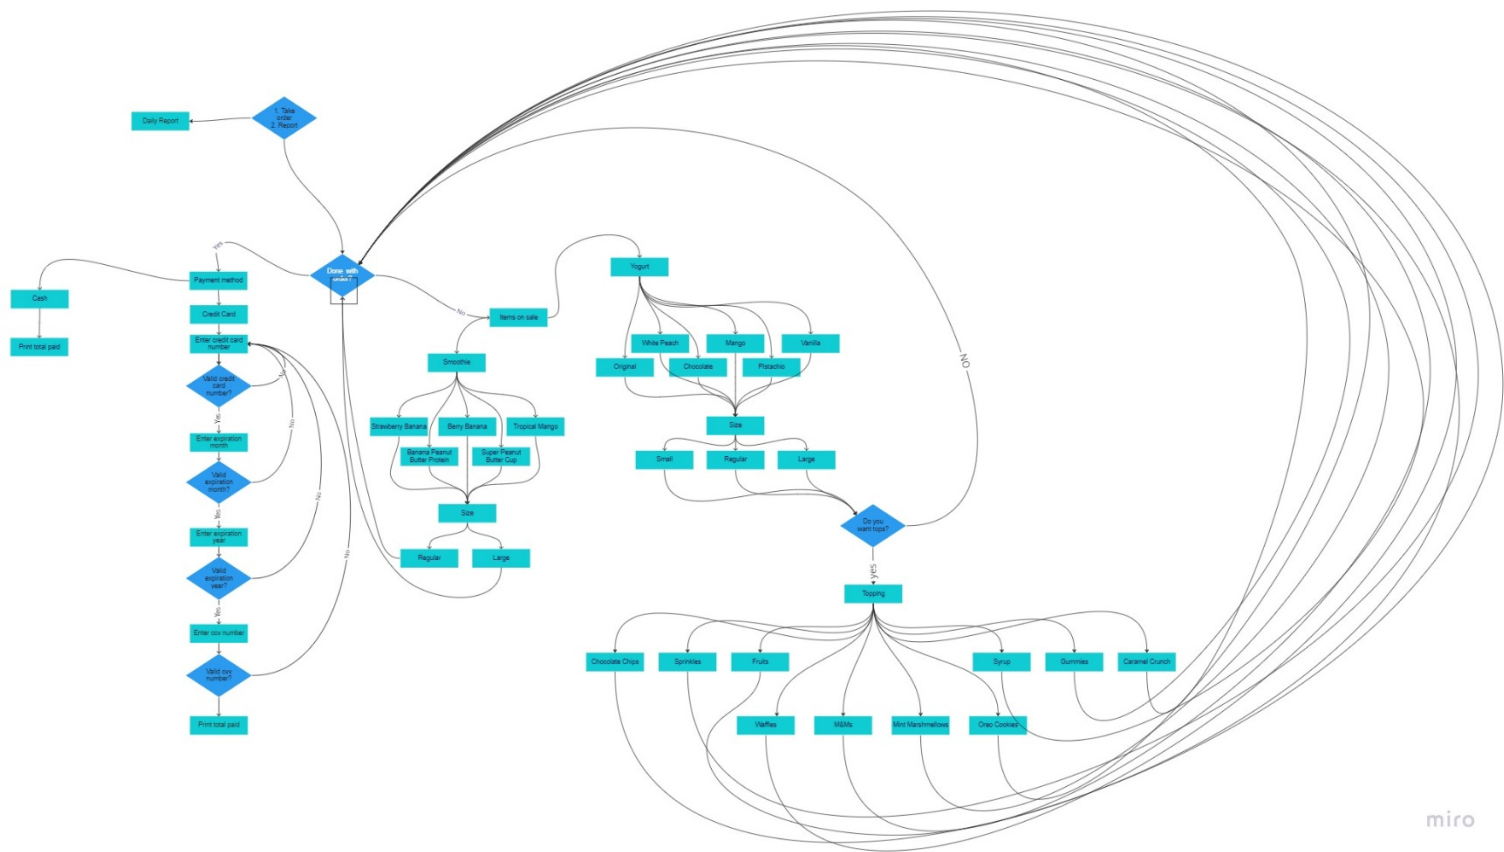 1. Take
order
2. Report
Daily Report
Yes
Done with
Payment method
Cash
Credit Card
Print total paid
Enter credit card
number
Valid credit
card
number?
No
Yes
Enter expiration
month
No
Valid
expiration
month?
Yes
Enter expiration
year
No
Valid
expiration
year?
Yes
Enter ccv number
No
Valid ccv
number?
Print total paid
No
Items on sale
Smoothie
Strawberry Banana
Berry Banana
Tropical Mango
Banana Peanut
Butter Protein
Super Peanut
Butter Cup
Size
Regular
Large
Yogurt
White Peach
Mango
Vanilla
Original
Chocolate
Pistachio
Size
Small
Regular
Large
NO
Do you
want tops?
yes
Topping
Chocolate Chips
Sprinkles
Fruits
Syrup
Gummies
Caramel Crunch
Waffles
M&Ms
Mint Marshmellows
Oreo Cookies
miro